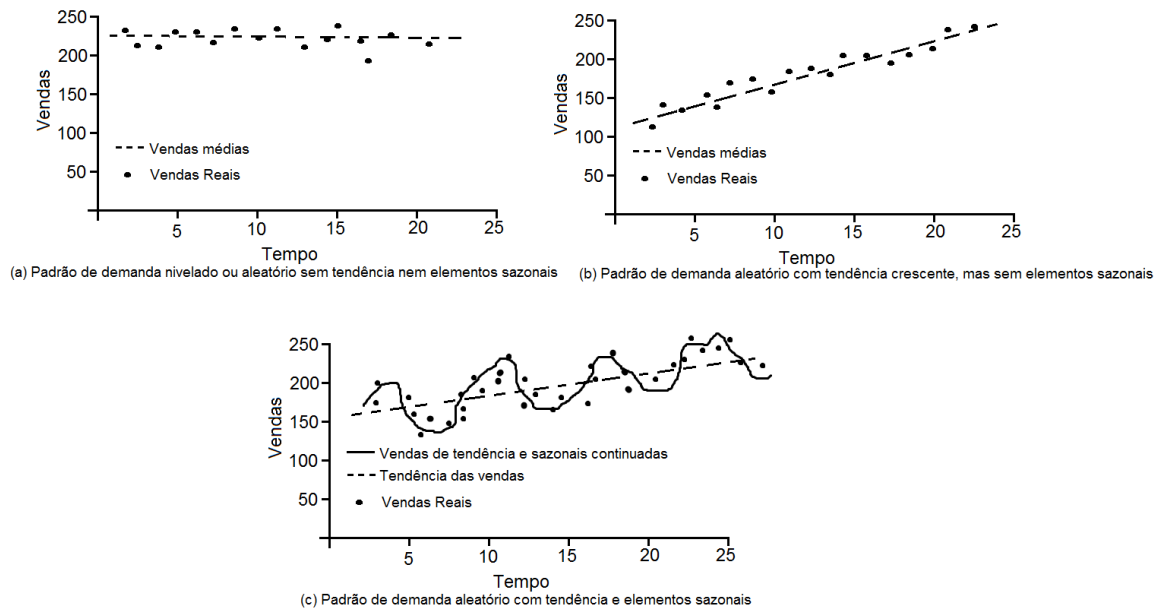 250
200
150
100
50
Vendas
Vendas médias
Vendas Reais
5 10 15 20 25
Tempo
(a) Padrão de demanda nivelado ou aleatório sem tendência nem elementos sazonais
250
200
150
100
50
Vendas
Vendas médias
Vendas Reais
5 10 15 20 25
Tempo
(b) Padrão de demanda aleatório com tendência crescente, mas sem elementos sazonais
250
200
150
100
50
Vendas
Vendas de tendência e sazonais continuadas
Tendência das vendas
Vendas Reais
5 10 15 20 25
Tempo
(c) Padrão de demanda aleatório com tendência e elementos sazonais